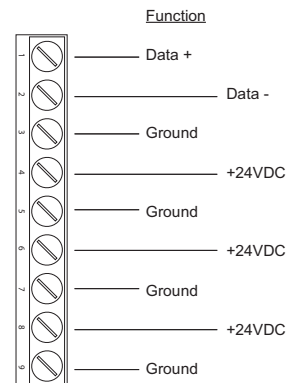 Function
1 Data +
2 Data -
3 Ground
4 +24VDC
5 Ground
6 +24VDC
7 Ground
8 +24VDC
9 Ground